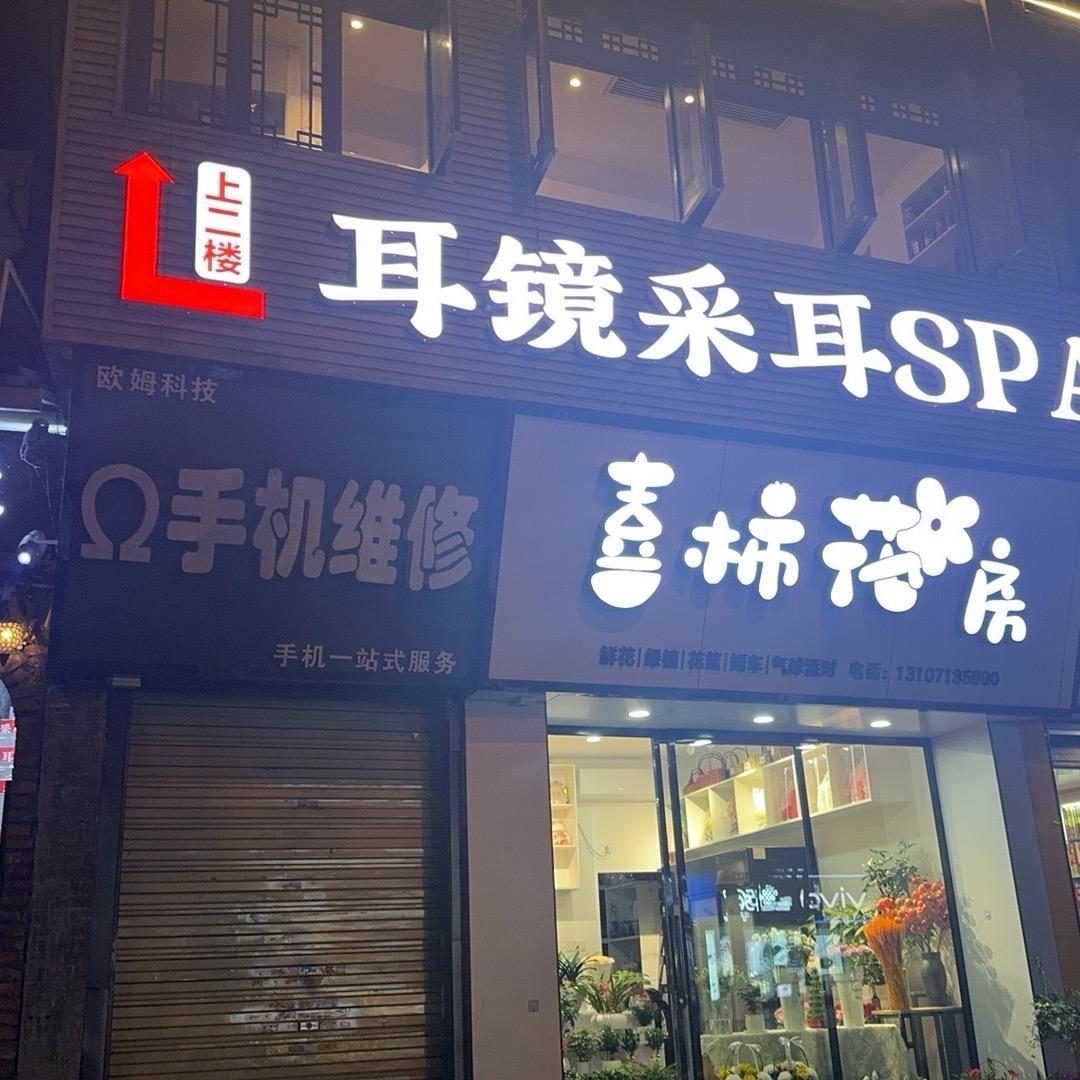 上二楼
耳镜采耳SPA
欧姆科技
Ω手机维修
手机一站式服务
喜柿花房
鲜花|绿植|花篮|婚车|气球派对 电话：13107135990
vivo
5G